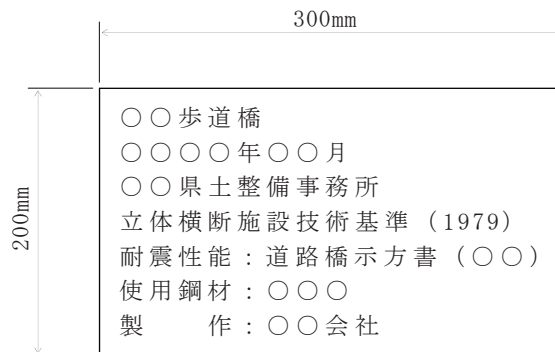 300mm
200mm
○○歩道橋
○○○○年○○月
○○県土整備事務所
立体横断施設技術基準（1979）
耐震性能：道路橋示方書（○○）
使用鋼材：○○○
製　　作：○○会社